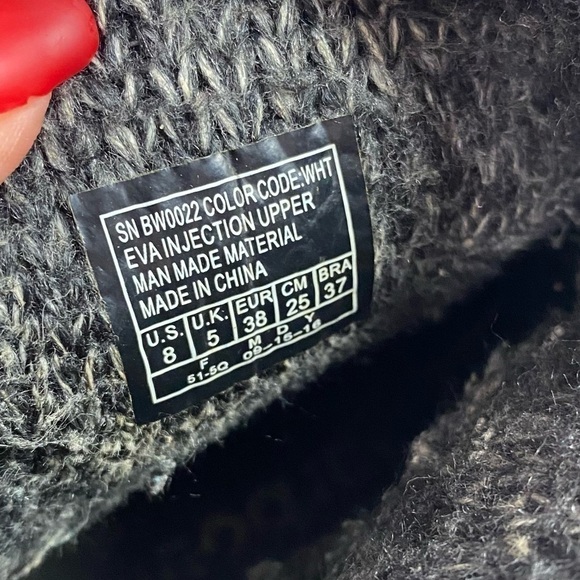 SN BW0022 COLOR CODE:WHT
EVA INJECTION UPPER
MAN MADE MATERIAL
MADE IN CHINA
U.S. U.K. EUR CM BRA
8 5 38 25 37
F M D Y
51-5Q 09-15-16